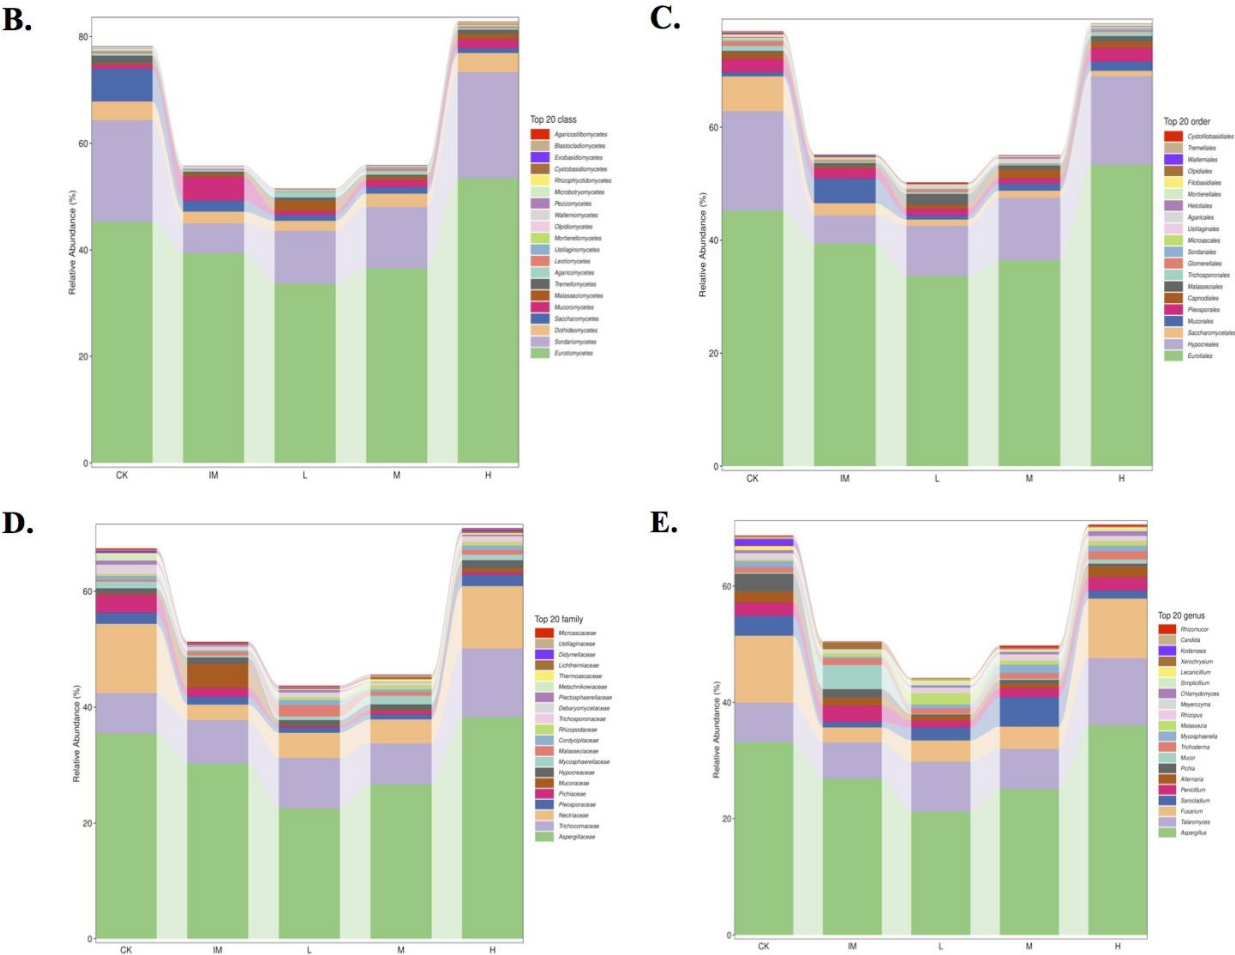 B.
80
60
40
20
0
Relative Abundance (%)
CK IM L M H
Top 20 class
Agaricostilbomycetes
Blastocladiomycetes
Exobasidiomycetes
Cystobasidiomycetes
Rhizophlyctidomycetes
Microbotryomycetes
Pezizomycetes
Wallemiomycetes
Olpidiomycetes
Mortierellomycetes
Ustilaginomycetes
Leotiomycetes
Agaricomycetes
Tremellomycetes
Malasseziomycetes
Mucoromycetes
Saccharomycetes
Dothideomycetes
Sordariomycetes
Eurotiomycetes
C.
60
40
20
0
Relative Abundance (%)
CK IM L M H
Top 20 order
Cystofilobasidiales
Tremellales
Wallemiales
Olpidiales
Filobasidiales
Mortierellales
Helotiales
Agaricales
Ustilaginales
Microascales
Sordariales
Glomerellales
Trichosporonales
Malasseziales
Capnodiales
Pleosporales
Mucorales
Saccharomycetales
Hypocreales
Eurotiales
D.
60
40
20
0
Relative Abundance (%)
CK IM L M H
Top 20 family
Microascaceae
Ustilaginaceae
Didymellaceae
Lichtheimiaceae
Thermoascaceae
Metschnikowiaceae
Plectosphaerellaceae
Debaryomycetaceae
Trichosporonaceae
Rhizopodaceae
Cordycipitaceae
Malasseziaceae
Mycosphaerellaceae
Hypocreaceae
Mucoraceae
Pichiaceae
Pleosporaceae
Nectriaceae
Trichocomaceae
Aspergillaceae
E.
60
40
20
0
Relative Abundance (%)
CK IM L M H
Top 20 genus
Rhizomucor
Candida
Kodamaea
Xerochrysium
Lecanicillium
Simplicillium
Chlamydomyces
Meyerozyma
Rhizopus
Malassezia
Mycosphaerella
Trichoderma
Mucor
Pichia
Alternaria
Penicillium
Sarocladium
Fusarium
Talaromyces
Aspergillus